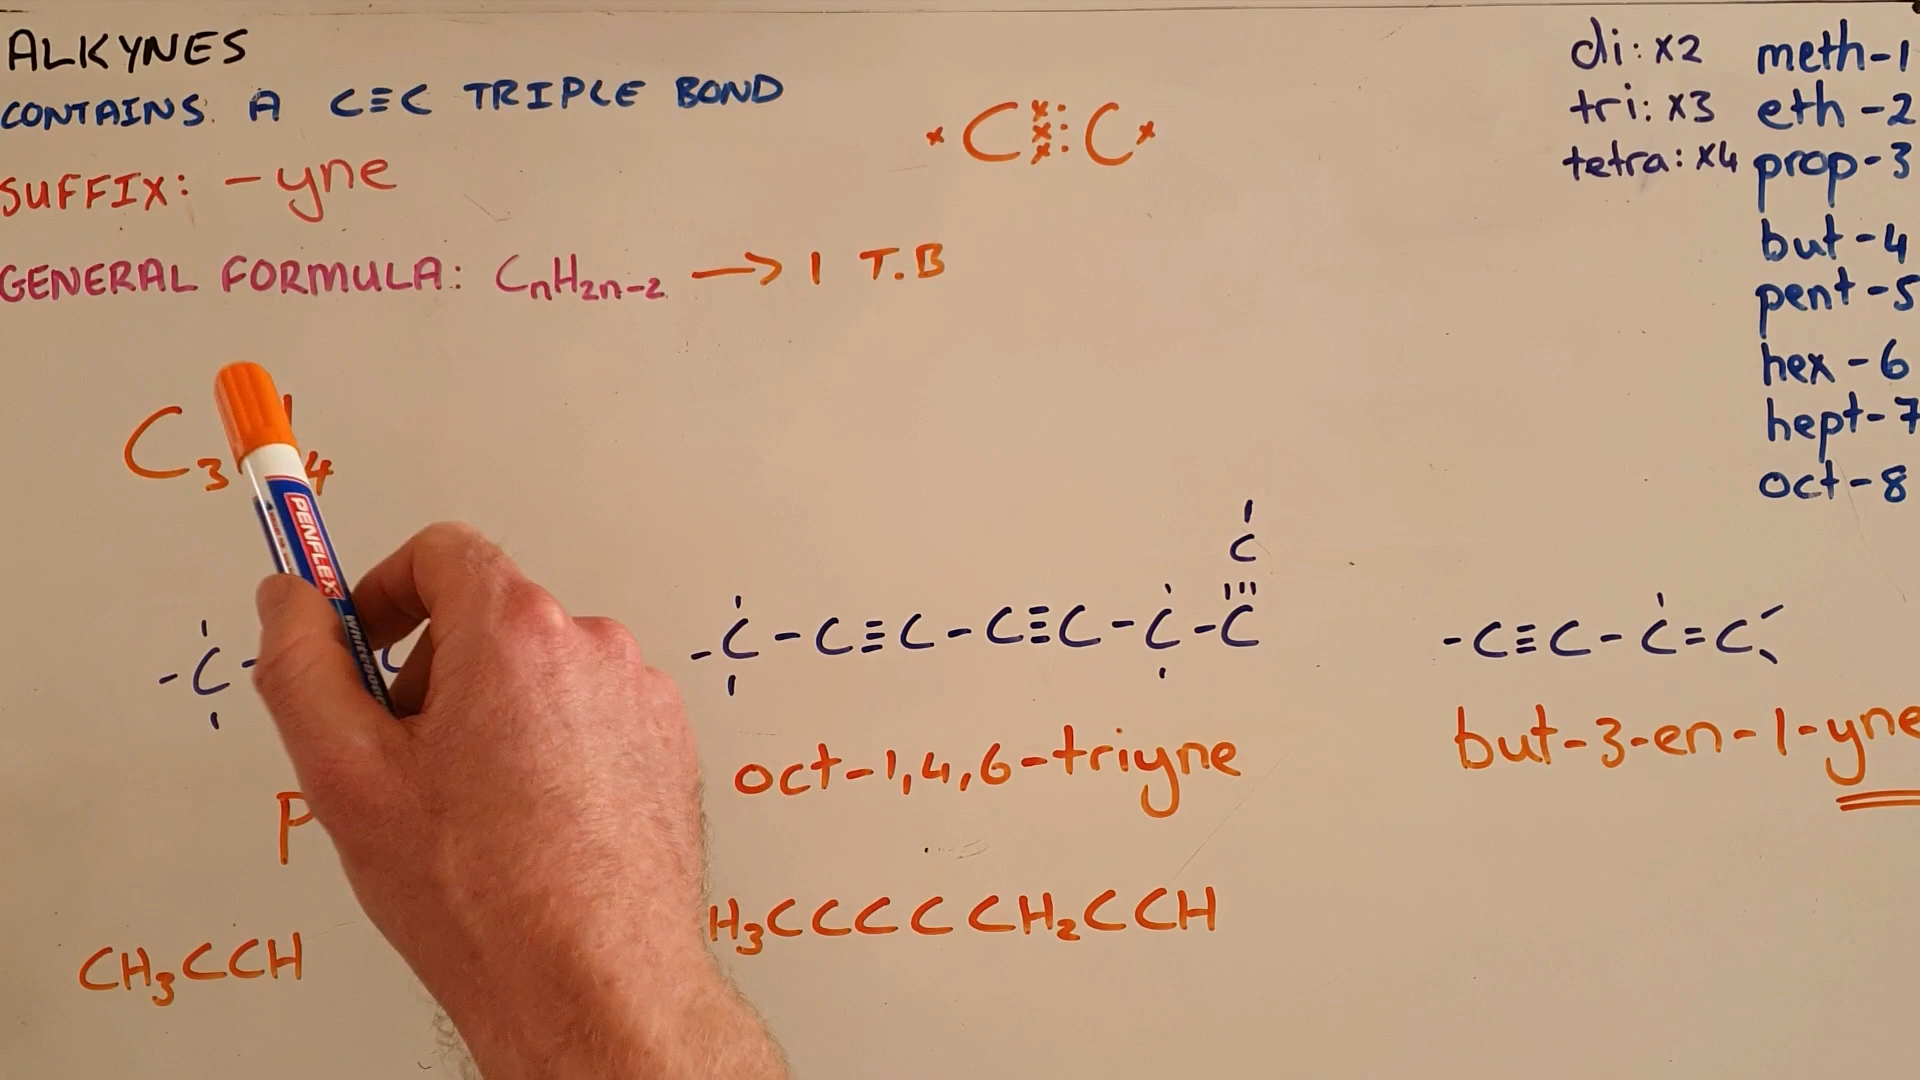 ALKYNES
CONTAINS A C≡C TRIPLE BOND
SUFFIX: -yne
GENERAL FORMULA: CnH2n-2 → 1 T.B
C C
di: x2
tri: x3
tetra: x4
meth-1
eth-2
prop-3
but-4
pent-5
hex-6
hept-7
oct-8
C3 4
PENFLEX
WHITEBOARD
C
-C- C
-C-C≡C-C≡C-C-C
-C≡C-C=C
P
oct-1,4,6-triyne
but-3-en-1-yne
CH3CCH
H3CCCCCH2CCH